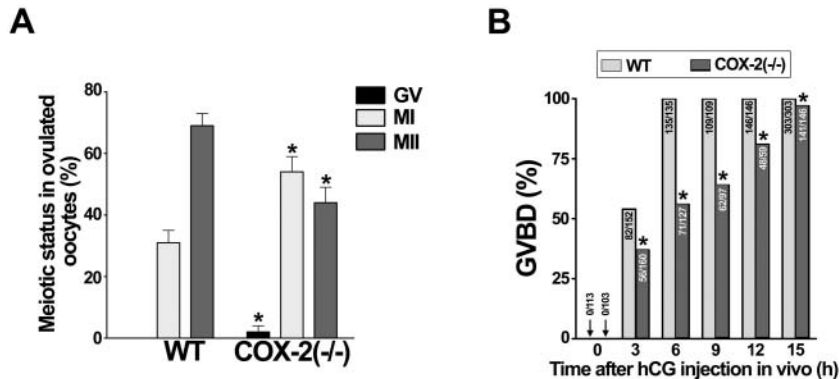 A
Meiotic status in ovulated
oocytes (%)
80
60
40
20
0
GV
MI
MII
*
*
*
WT
COX-2(-/-)
B
WT
COX-2(-/-)
GVBD (%)
100
75
50
25
0
0/113
0/103
82/152
56/160
*
135/135
71/127
*
109/109
62/97
*
146/146
48/59
*
303/303
141/146
*
0 3 6 9 12 15
Time after hCG injection in vivo (h)